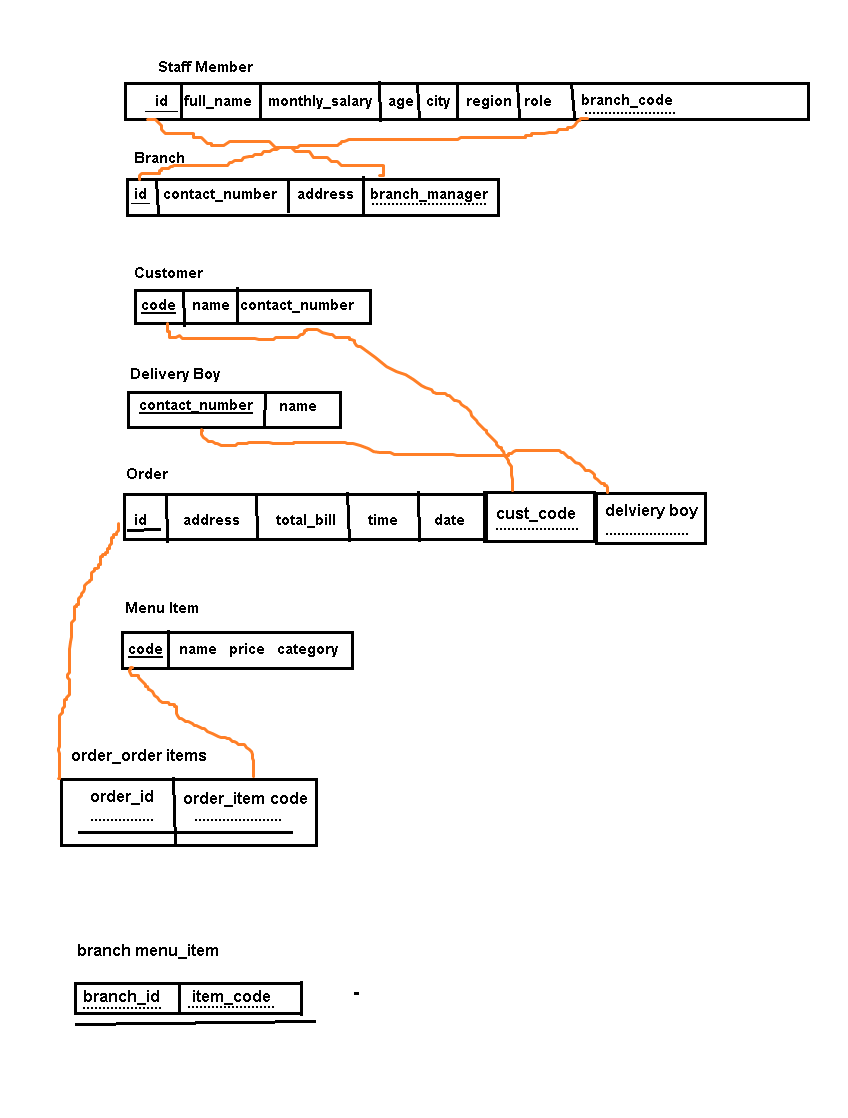 Staff Member
id full_name monthly_salary age city region role branch_code
Branch
id contact_number address branch_manager
Customer
code name contact_number
Delivery Boy
contact_number name
Order
id address total_bill time date cust_code delviery boy
Menu Item
code name price category
order_order items
order_id order_item code
branch menu_item
branch_id item_code
-